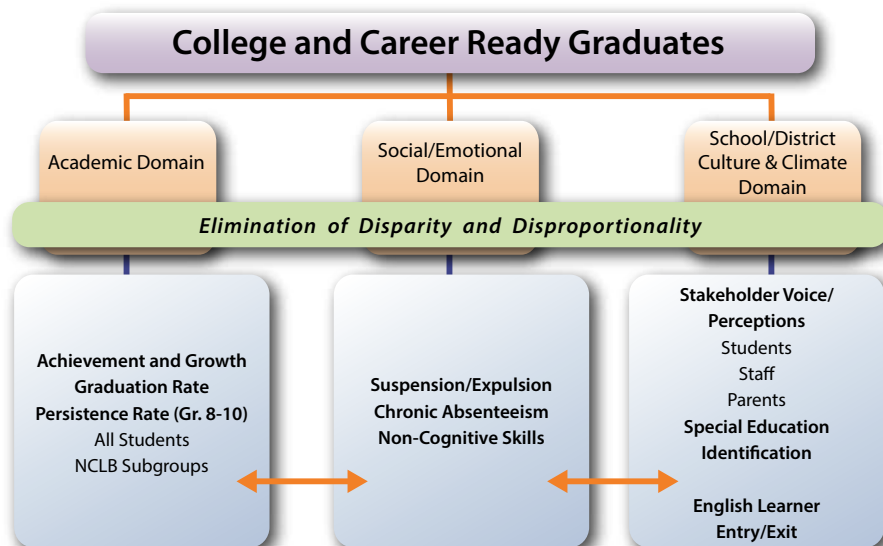 College and Career Ready Graduates
Academic Domain
Social/Emotional
Domain
School/District
Culture & Climate
Domain
Elimination of Disparity and Disproportionality
Achievement and Growth
Graduation Rate
Persistence Rate (Gr. 8-10)
All Students
NCLB Subgroups
Suspension/Expulsion
Chronic Absenteeism
Non-Cognitive Skills
Stakeholder Voice/
Perceptions
Students
Staff
Parents
Special Education
Identification
English Learner
Entry/Exit